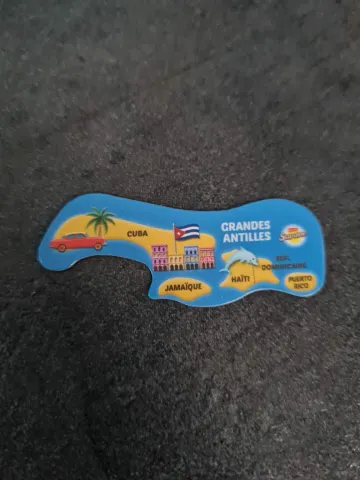 CUBA
GRANDES
ANTILLES
JAMAÏQUE
HAÏTI
RÉP.
DOMINICAINE
PUERTO
RICO